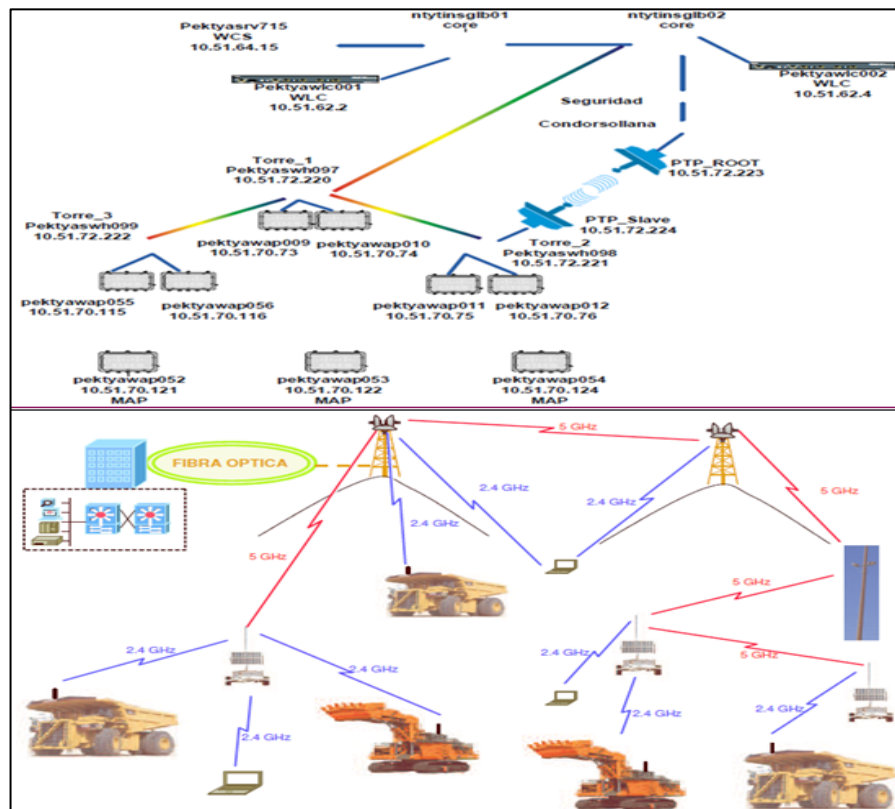 ntytinsglb01
core
ntytinsglb02
core
Pektyasrv715
WCS
10.51.64.15
Pektyawlc001
WLC
10.51.62.2
Pektyawlc002
WLC
10.51.62.4
Seguridad
Condorsollana
PTP_ROOT
10.51.72.223
Torre_1
Pektyaswh097
10.51.72.220
PTP_Slave
10.51.72.224
Torre_3
Pektyaswh099
10.51.72.222
pektyawap009
10.51.70.73
pektyawap010
10.51.70.74
Torre_2
Pektyaswh098
10.51.72.221
pektyawap055
10.51.70.115
pektyawap056
10.51.70.116
pektyawap011
10.51.70.75
pektyawap012
10.51.70.76
pektyawap052
10.51.70.121
MAP
pektyawap053
10.51.70.122
MAP
pektyawap054
10.51.70.124
MAP
5 GHz
FIBRA OPTICA
2.4 GHz
2.4 GHz
2.4 GHz
5 GHz
5 GHz
5 GHz
2.4 GHz
2.4 GHz
2.4 GHz
5 GHz
2.4 GHz
2.4 GHz
2.4 GHz